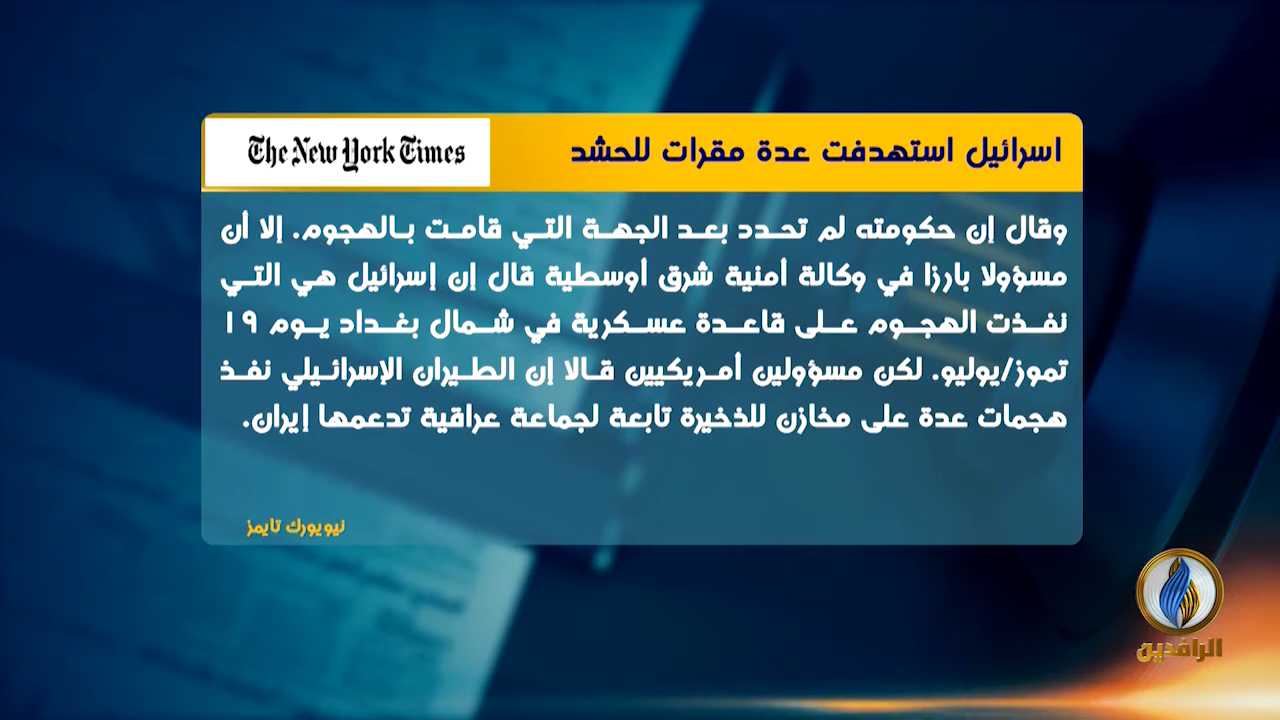 اسرائيل استهدفت عدة مقرات للحشد
The New York Times
وقال إن حكومته لم تحدد بعد الجهة التي قامت بالهجوم. إلا أن
مسؤولا بارزا في وكالة أمنية شرق أوسطية قال إن إسرائيل هي التي
نفذت الهجوم على قاعدة عسكرية في شمال بغداد يوم ١٩
تموز/يوليو. لكن مسؤولين أمريكيين قالا إن الطيران الإسرائيلي نفذ
هجمات عدة على مخازن للذخيرة تابعة لجماعة عراقية تدعمها إيران.
نيويورك تايمز
الرافدين